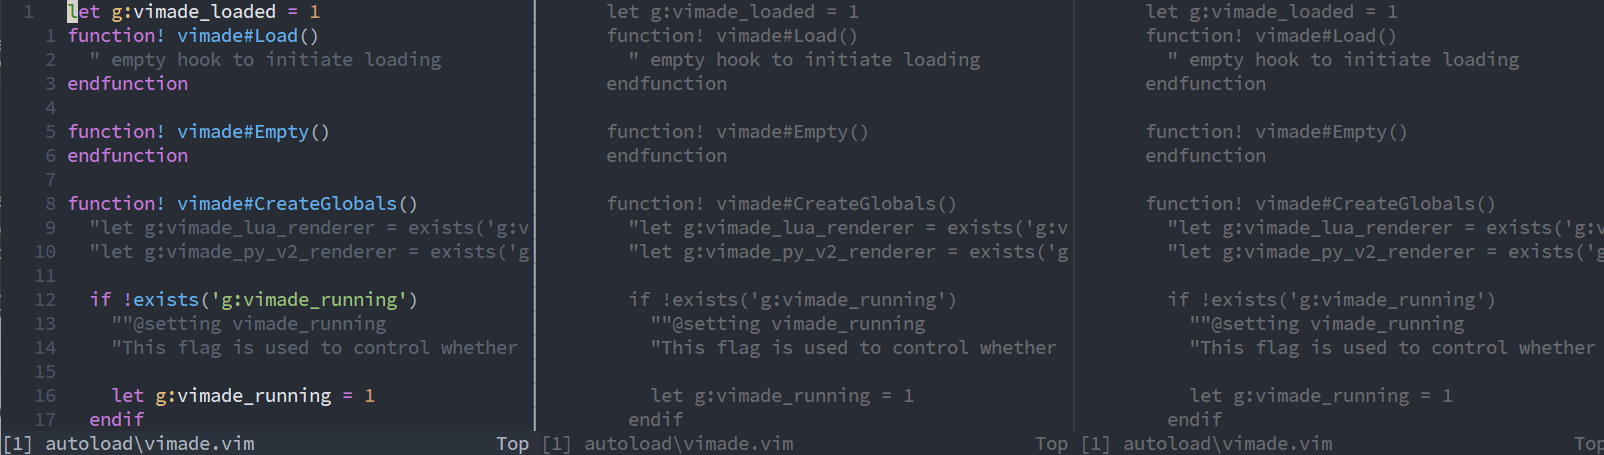 1 let g:vimade_loaded = 1
1 function! vimade#Load()
2 " empty hook to initiate loading
3 endfunction
4
5 function! vimade#Empty()
6 endfunction
7
8 function! vimade#CreateGlobals()
9 "let g:vimade_lua_renderer = exists('g:v
10 "let g:vimade_py_v2_renderer = exists('g
11
12 if !exists('g:vimade_running')
13 ""@setting vimade_running
14 "This flag is used to control whether
15
16 let g:vimade_running = 1
17 endif
[1] autoload\vimade.vim Top
let g:vimade_loaded = 1
function! vimade#Load()
" empty hook to initiate loading
endfunction
function! vimade#Empty()
endfunction
function! vimade#CreateGlobals()
"let g:vimade_lua_renderer = exists('g:v
"let g:vimade_py_v2_renderer = exists('g
if !exists('g:vimade_running')
""@setting vimade_running
"This flag is used to control whether
let g:vimade_running = 1
endif
[1] autoload\vimade.vim Top
let g:vimade_loaded = 1
function! vimade#Load()
" empty hook to initiate loading
endfunction
function! vimade#Empty()
endfunction
function! vimade#CreateGlobals()
"let g:vimade_lua_renderer = exists('g:v
"let g:vimade_py_v2_renderer = exists('g
if !exists('g:vimade_running')
""@setting vimade_running
"This flag is used to control whether
let g:vimade_running = 1
endif
[1] autoload\vimade.vim Top